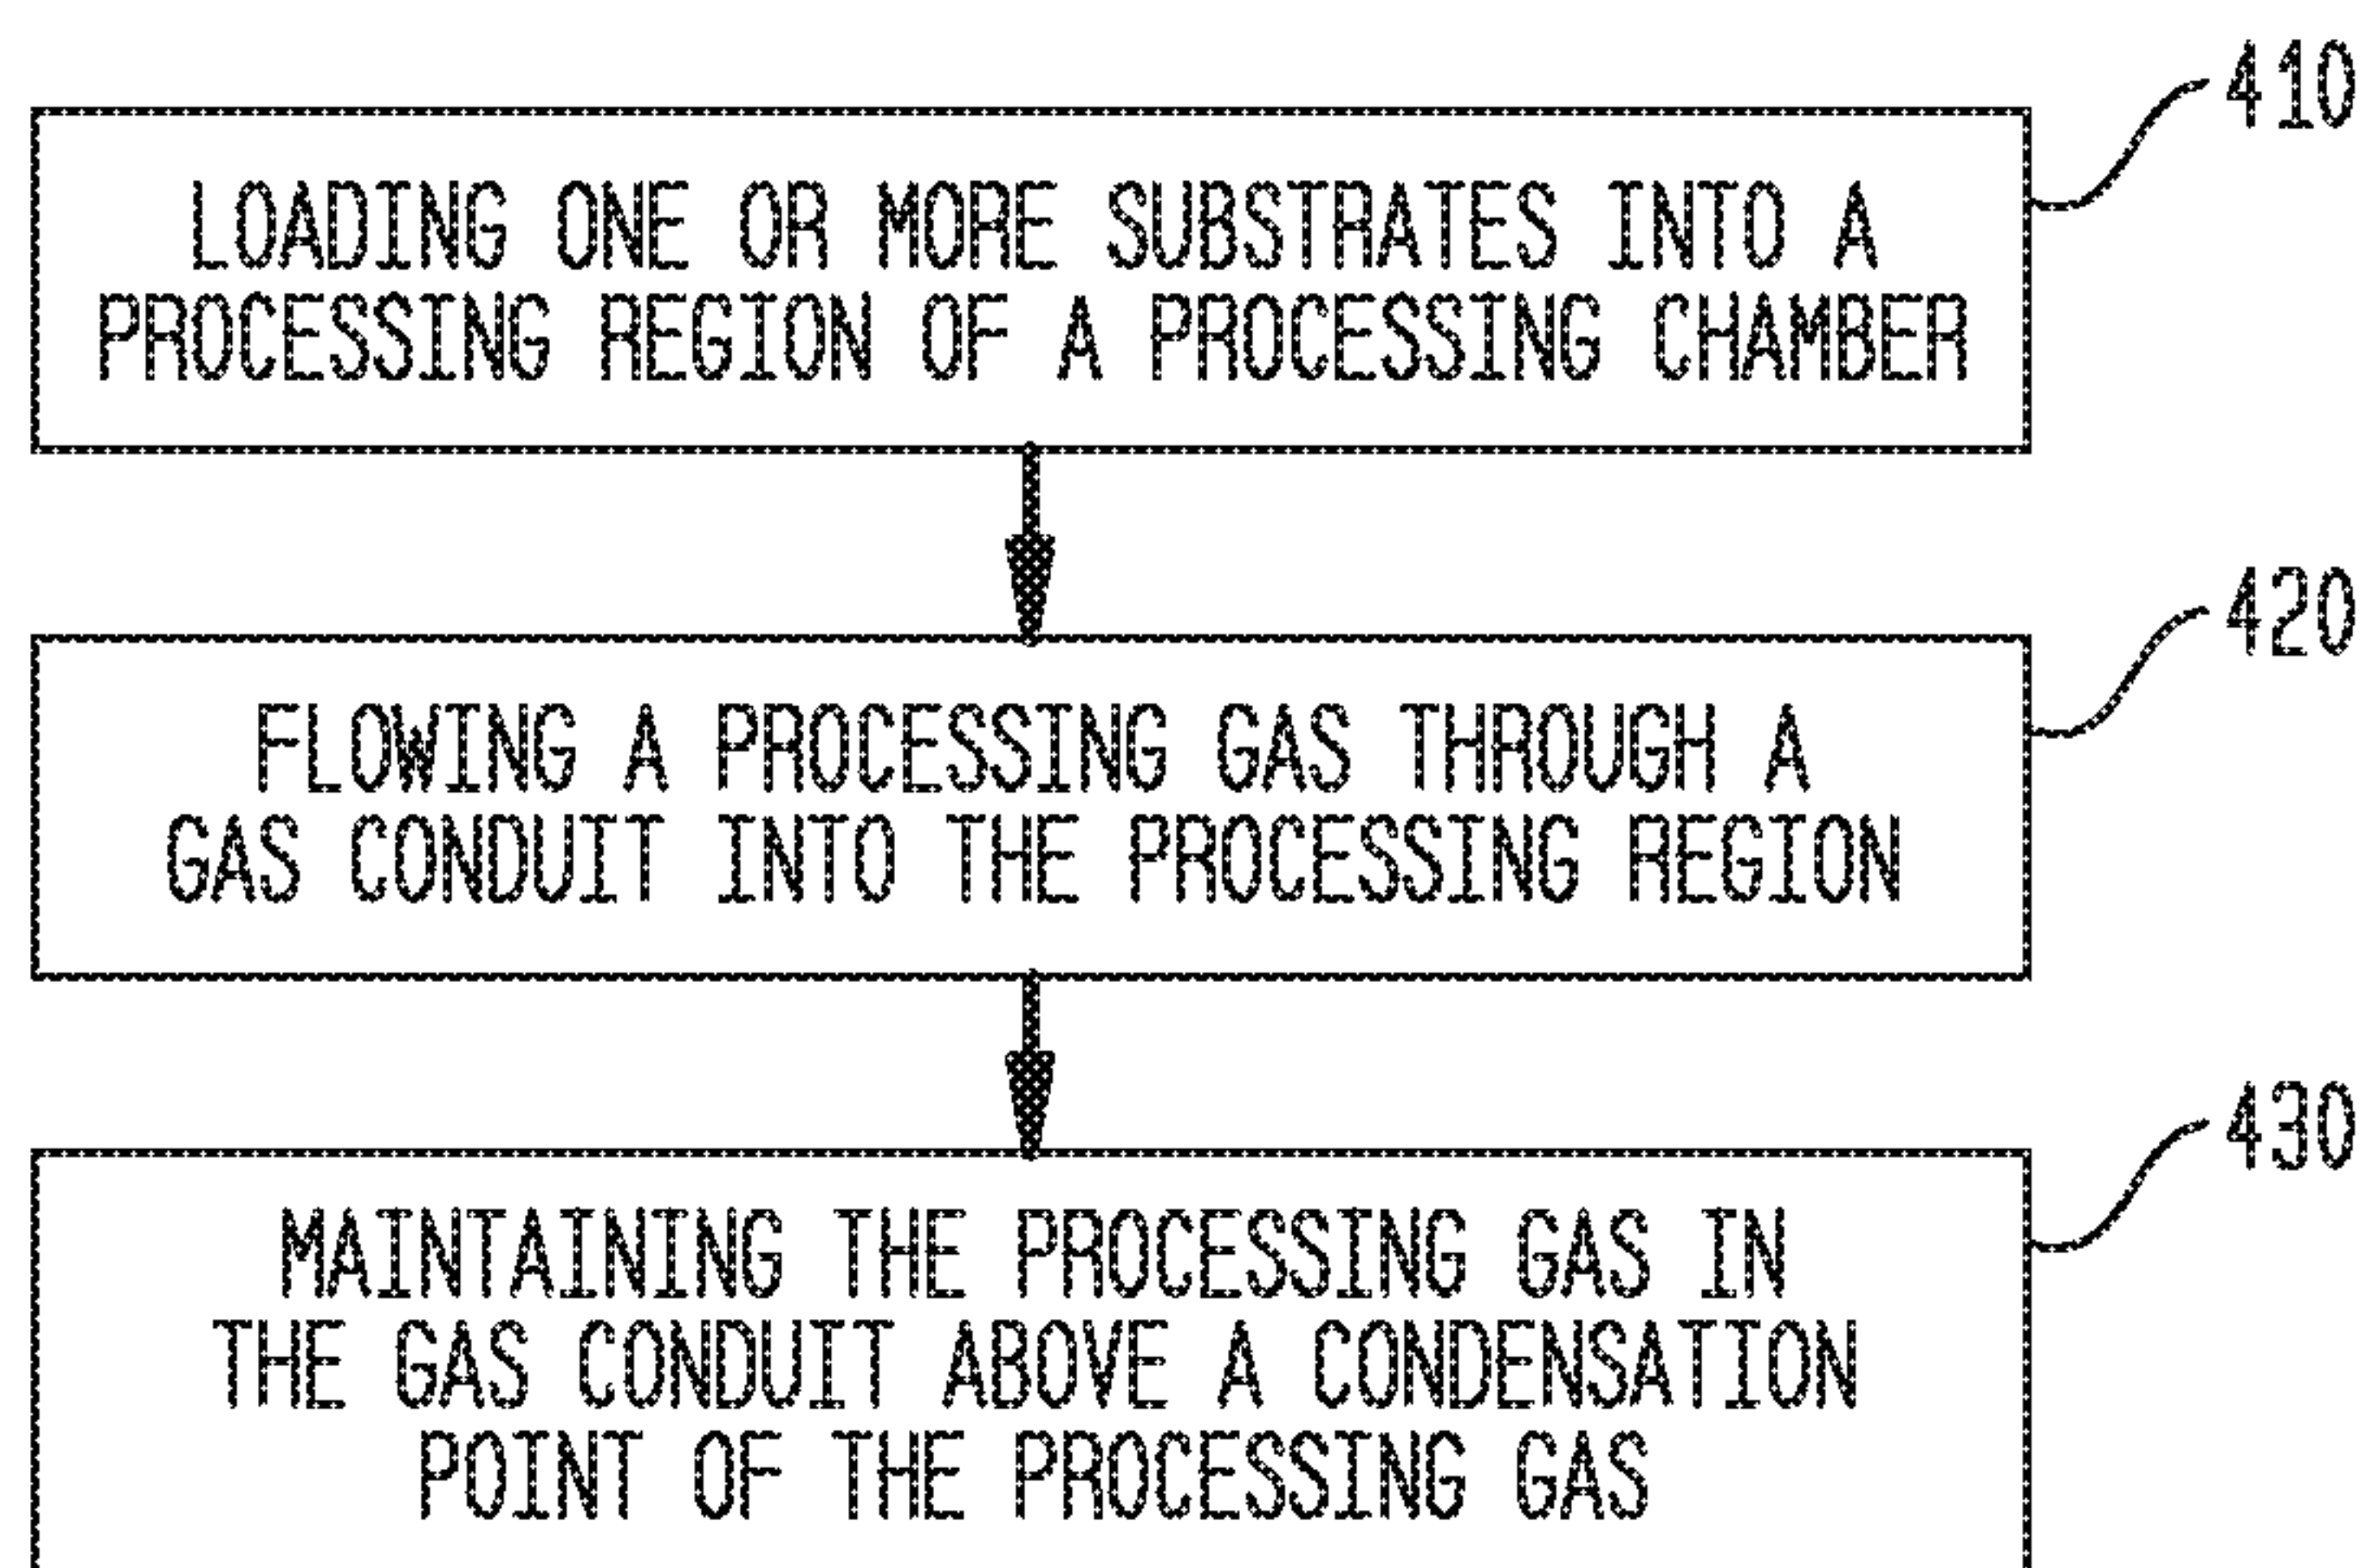 410
LOADING ONE OR MORE SUBSTRATES INTO A
PROCESSING REGION OF A PROCESSING CHAMBER
420
FLOWING A PROCESSING GAS THROUGH A
GAS CONDUIT INTO THE PROCESSING REGION
430
MAINTAINING THE PROCESSING GAS IN
THE GAS CONDUIT ABOVE A CONDENSATION
POINT OF THE PROCESSING GAS